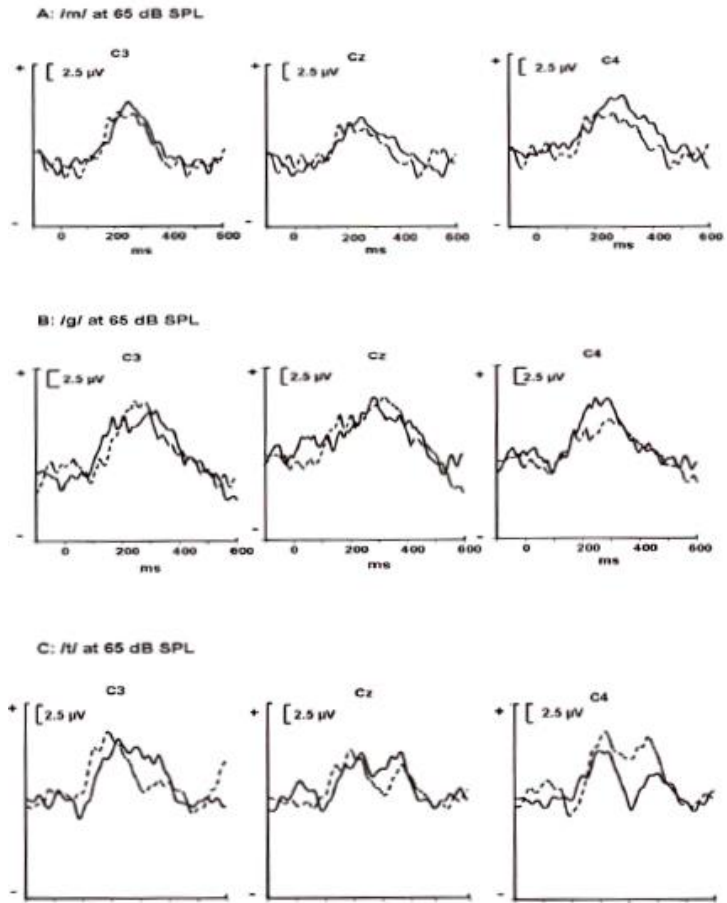 A: /m/ at 65 dB SPL
C3 Cz C4
+ 2.5 µV + 2.5 µV + 2.5 µV
- - -
0 200 400 600 0 200 400 600 0 200 400 600
ms ms ms
B: /g/ at 65 dB SPL
C3 Cz C4
+ 2.5 µV + 2.5 µV + 2.5 µV
- - -
0 200 400 600 0 200 400 600 0 200 400 600
ms ms ms
C: /t/ at 65 dB SPL
C3 Cz C4
+ 2.5 µV + 2.5 µV + 2.5 µV
- - -